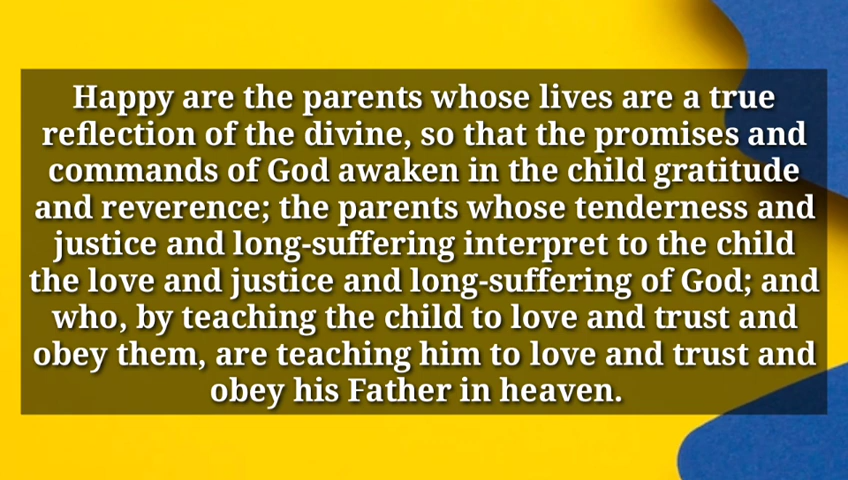 Happy are the parents whose lives are a true
reflection of the divine, so that the promises and
commands of God awaken in the child gratitude
and reverence; the parents whose tenderness and
justice and long-suffering interpret to the child
the love and justice and long-suffering of God; and
who, by teaching the child to love and trust and
obey them, are teaching him to love and trust and
obey his Father in heaven.